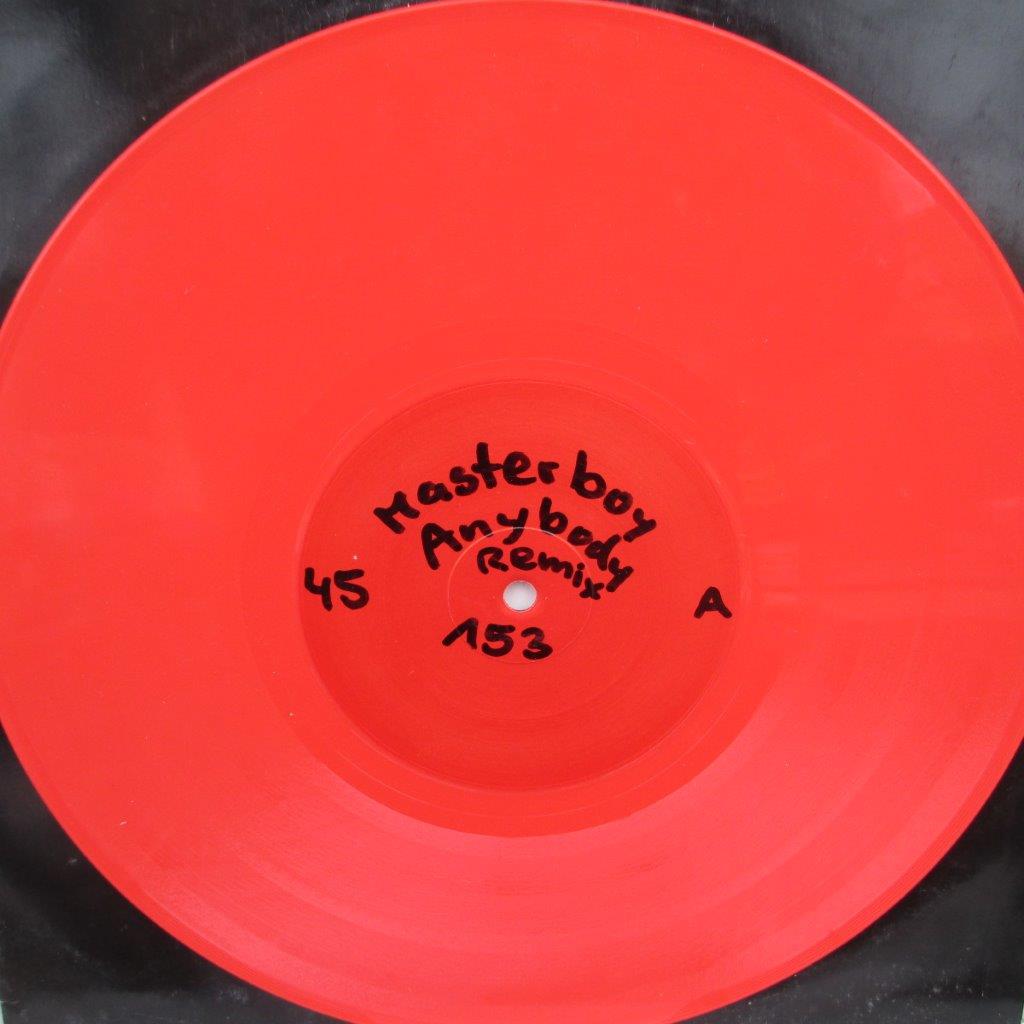 Masterboy
Anybody
Remix
45
A
153